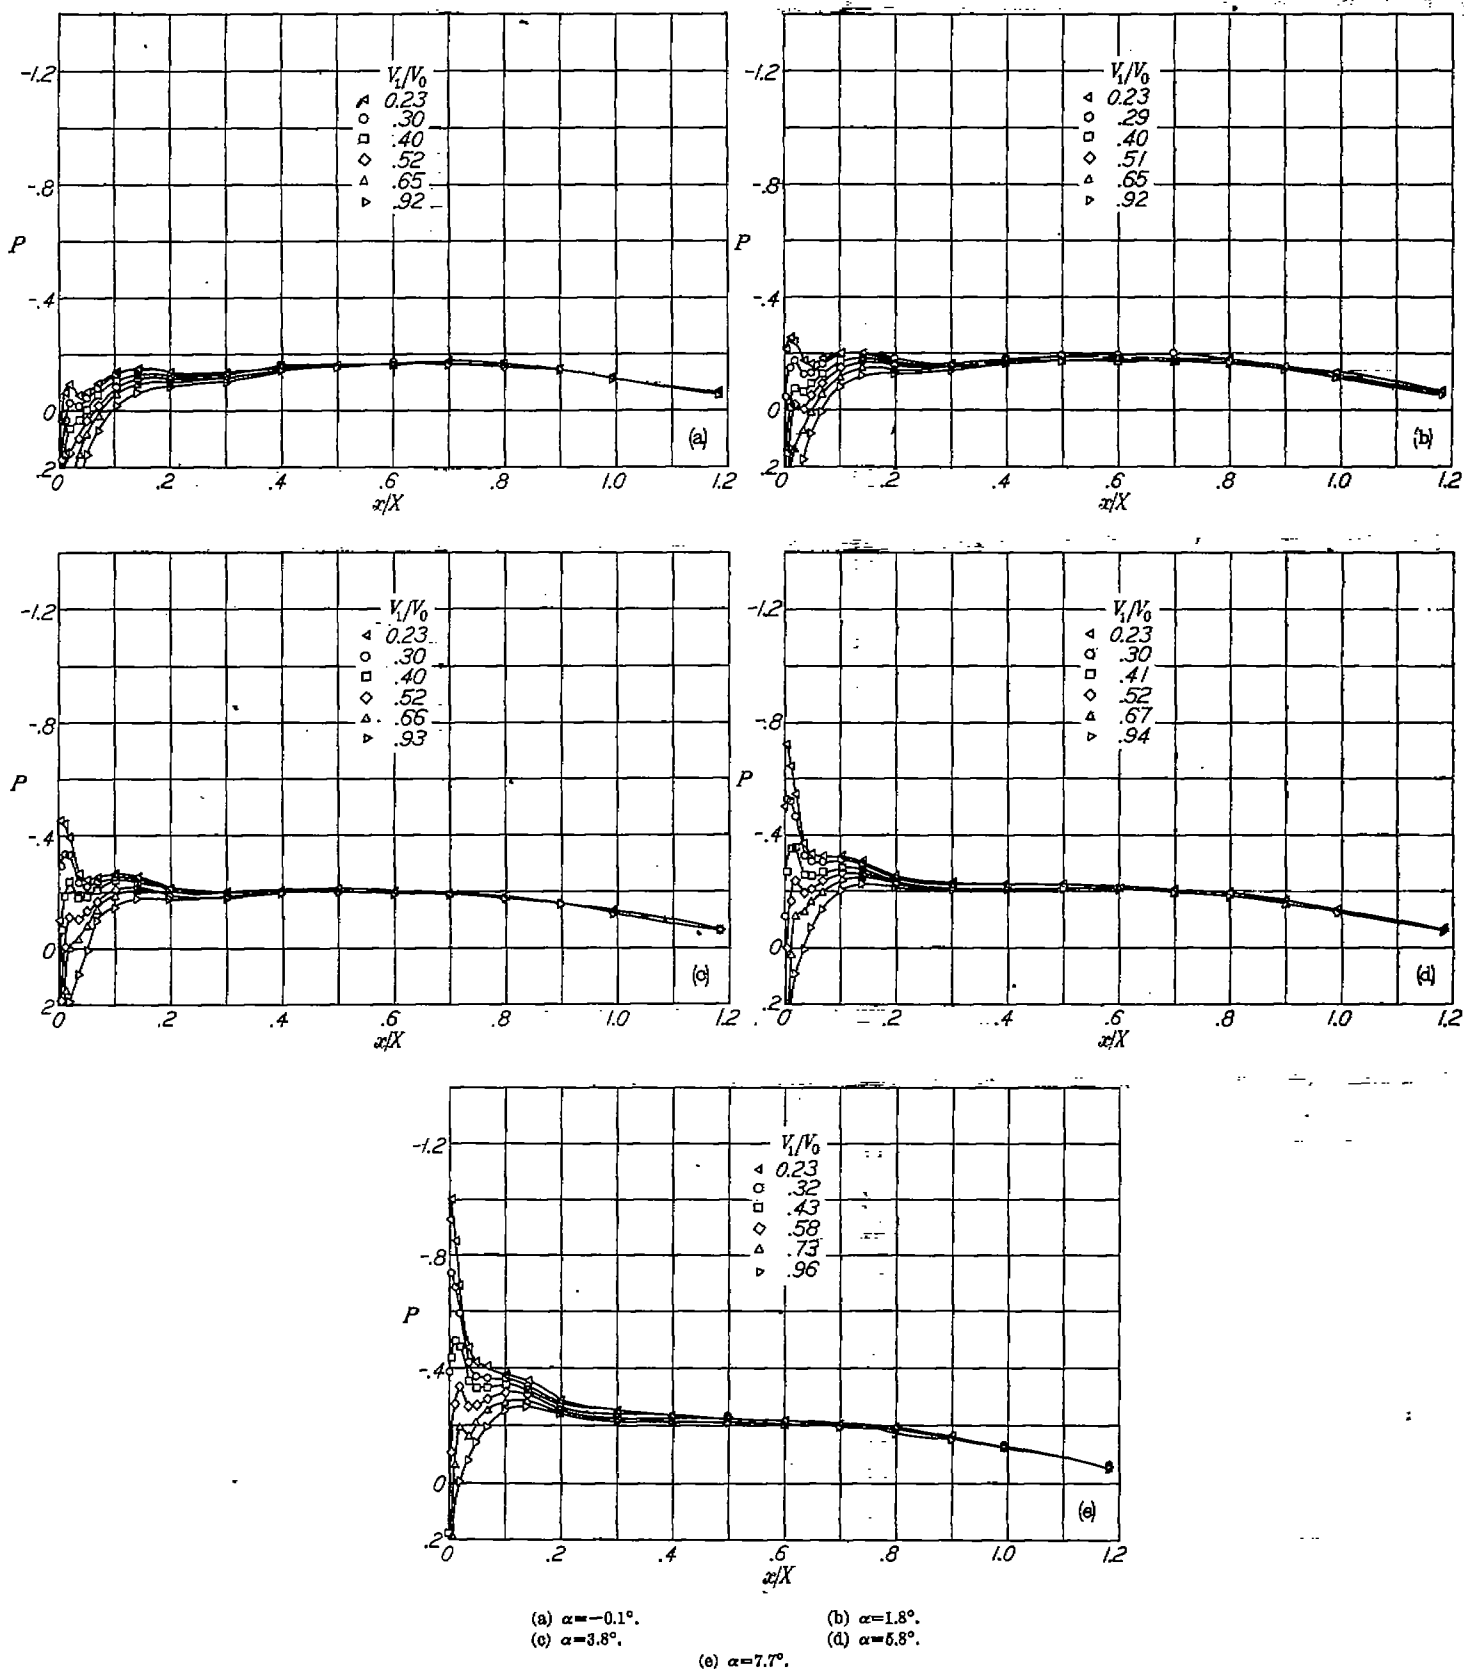 -1.2
-.8
P
-.4
0
.2
V₁/V₀
0.23
.30
.40
.52
.65
.92
(a)
0 .2 .4 .6 .8 1.0 1.2
x/X
-1.2
-.8
P
-.4
0
.2
V₁/V₀
0.23
.29
.40
.51
.65
.92
(b)
0 .2 .4 .6 .8 1.0 1.2
x/X
-1.2
-.8
P
-.4
0
.2
V₁/V₀
0.23
.30
.40
.52
.66
.93
(c)
0 .2 .4 .6 .8 1.0 1.2
x/X
-1.2
-.8
P
-.4
0
.2
V₁/V₀
0.23
.30
.41
.52
.67
.94
(d)
0 .2 .4 .6 .8 1.0 1.2
x/X
-1.2
-.8
P
-.4
0
.2
V₁/V₀
0.23
.32
.43
.58
.73
.96
(e)
0 .2 .4 .6 .8 1.0 1.2
x/X
(a) α=-0.1°. (b) α=1.8°.
(c) α=3.8°. (d) α=5.8°.
(e) α=7.7°.